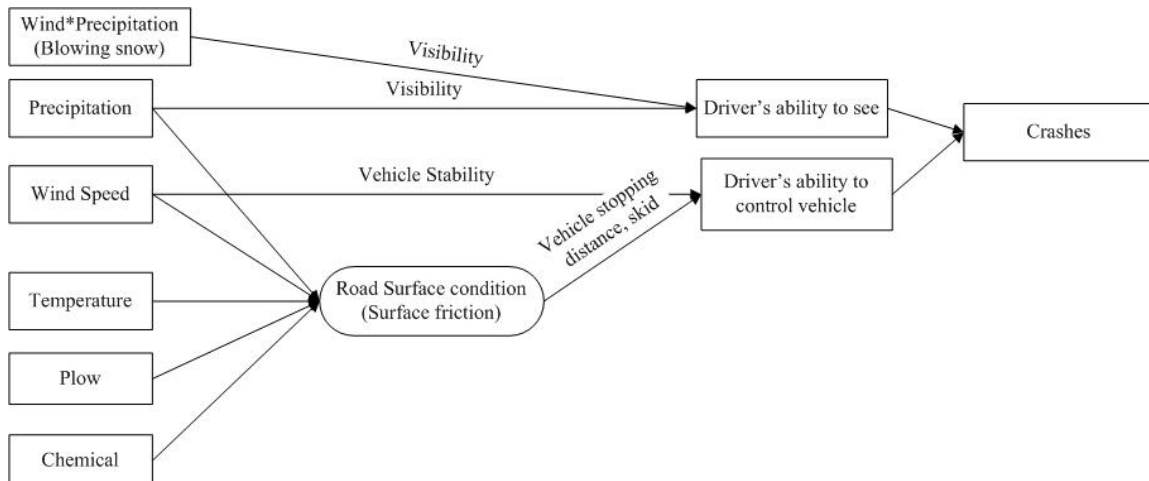 Wind*Precipitation
(Blowing snow)
Visibility
Precipitation
Visibility
Driver’s ability to see
Crashes
Wind Speed
Vehicle Stability
Driver’s ability to
control vehicle
Vehicle stopping
distance, skid
Temperature
Road Surface condition
(Surface friction)
Plow
Chemical